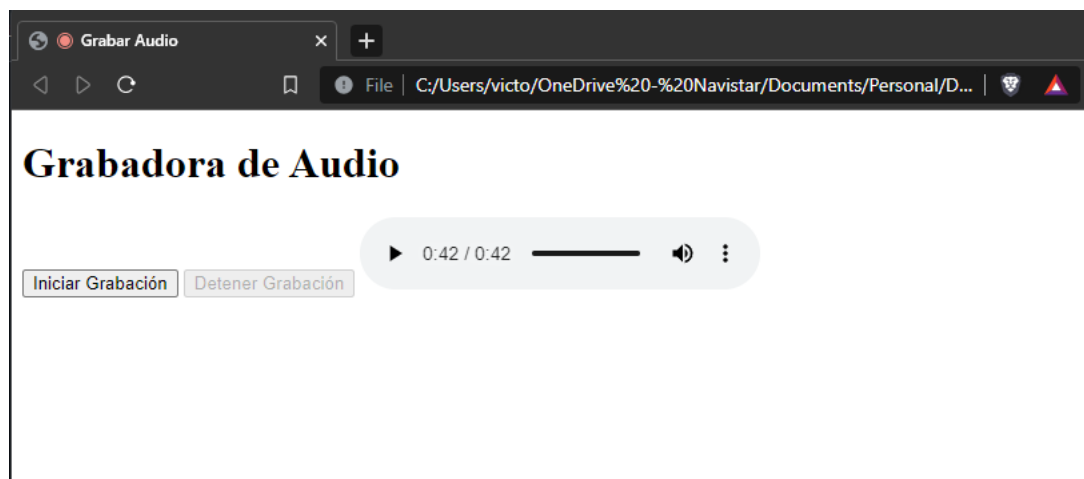 Grabar Audio
File C:/Users/victo/OneDrive%20-%20Navistar/Documents/Personal/D...
Grabadora de Audio
0:42 / 0:42
Iniciar Grabación Detener Grabación